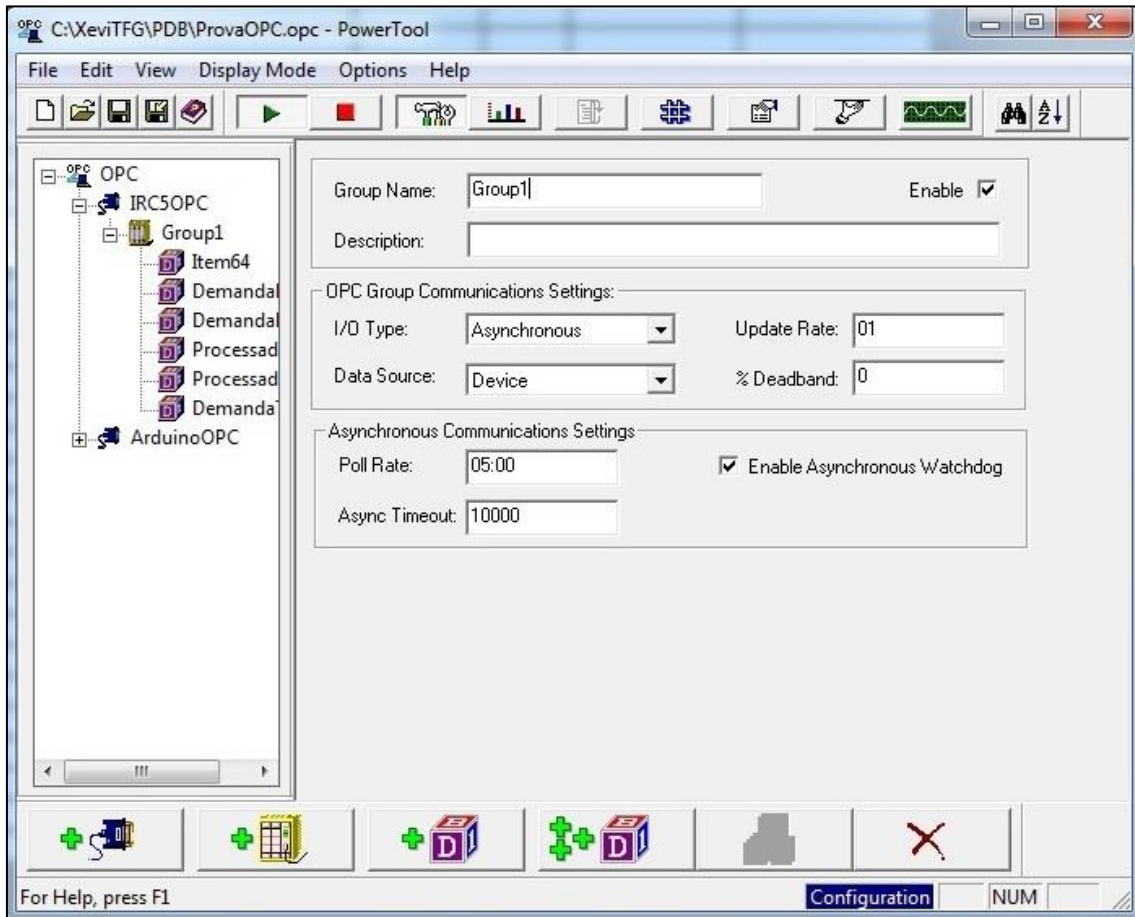 C:\XeviTFG\PDB\ProvaOPC.opc - PowerTool
File Edit View Display Mode Options Help
OPC
IRC5OPC
Group1
Item64
Demandal
Demandal
Processad
Processad
Demanda
ArduinoOPC
Group Name: Group1
Enable
Description:
OPC Group Communications Settings:
I/O Type: Asynchronous
Update Rate: 01
Data Source: Device
% Deadband: 0
Asynchronous Communications Settings
Poll Rate: 05:00
Enable Asynchronous Watchdog
Async Timeout: 10000
For Help, press F1
Configuration
NUM